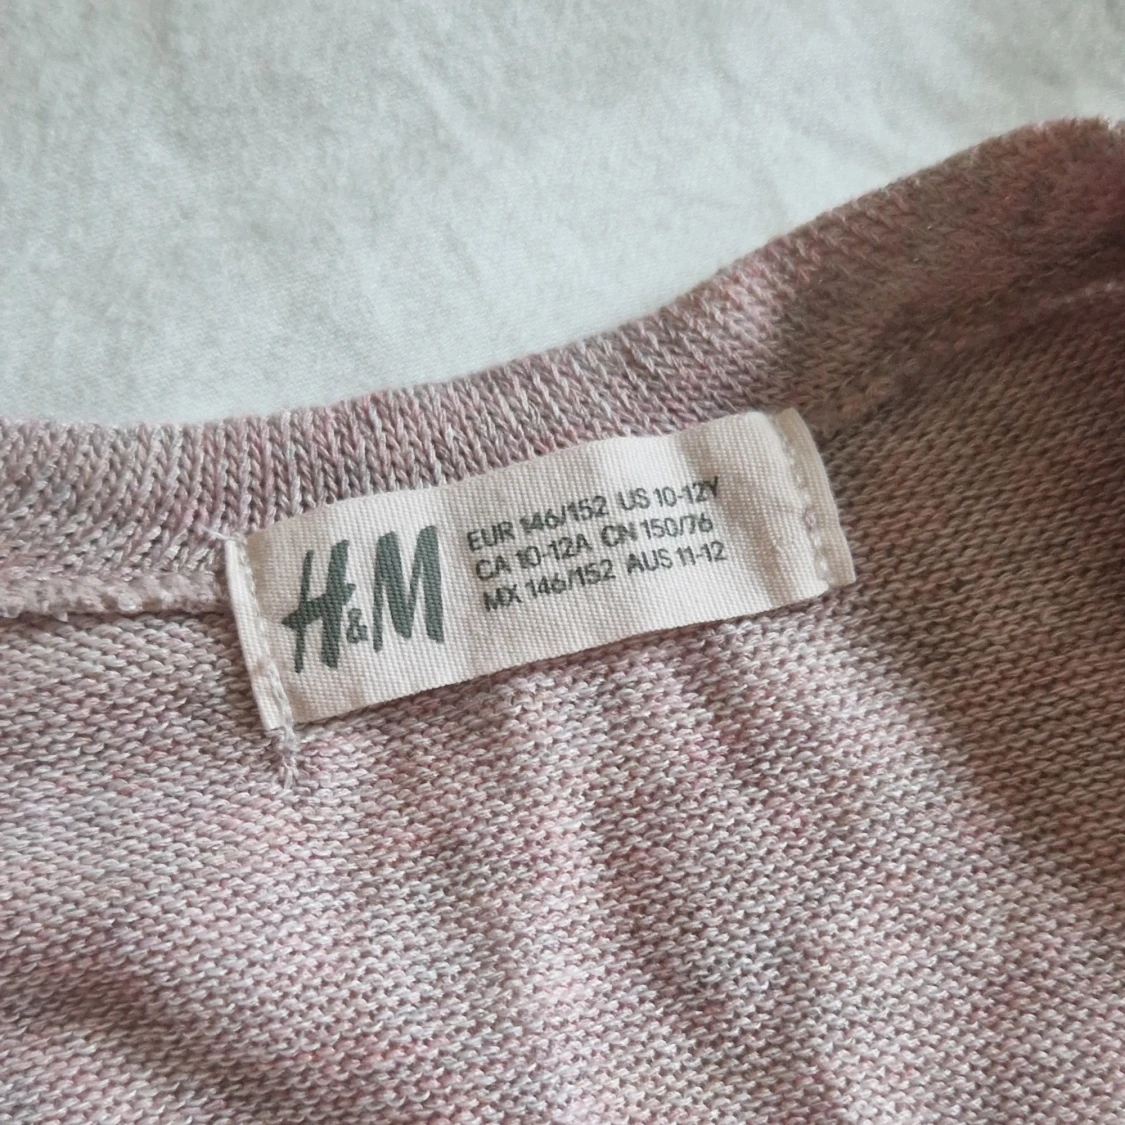 H&M
EUR 146/152 US 10-12Y
CA 10-12A CN 150/76
MX 146/152 AUS 11-12